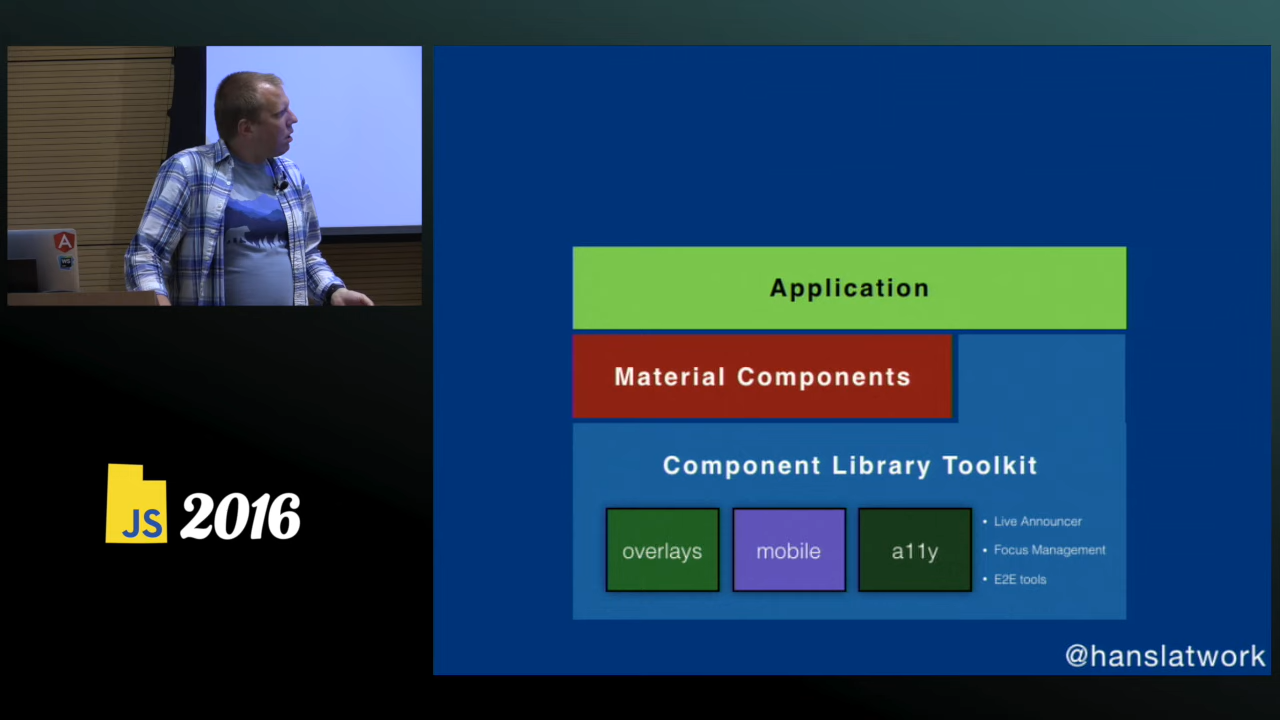 Application
Material Components
Component Library Toolkit
overlays
mobile
a11y
• Live Announcer
• Focus Management
• E2E tools
@hanslatwork
JS 2016
A